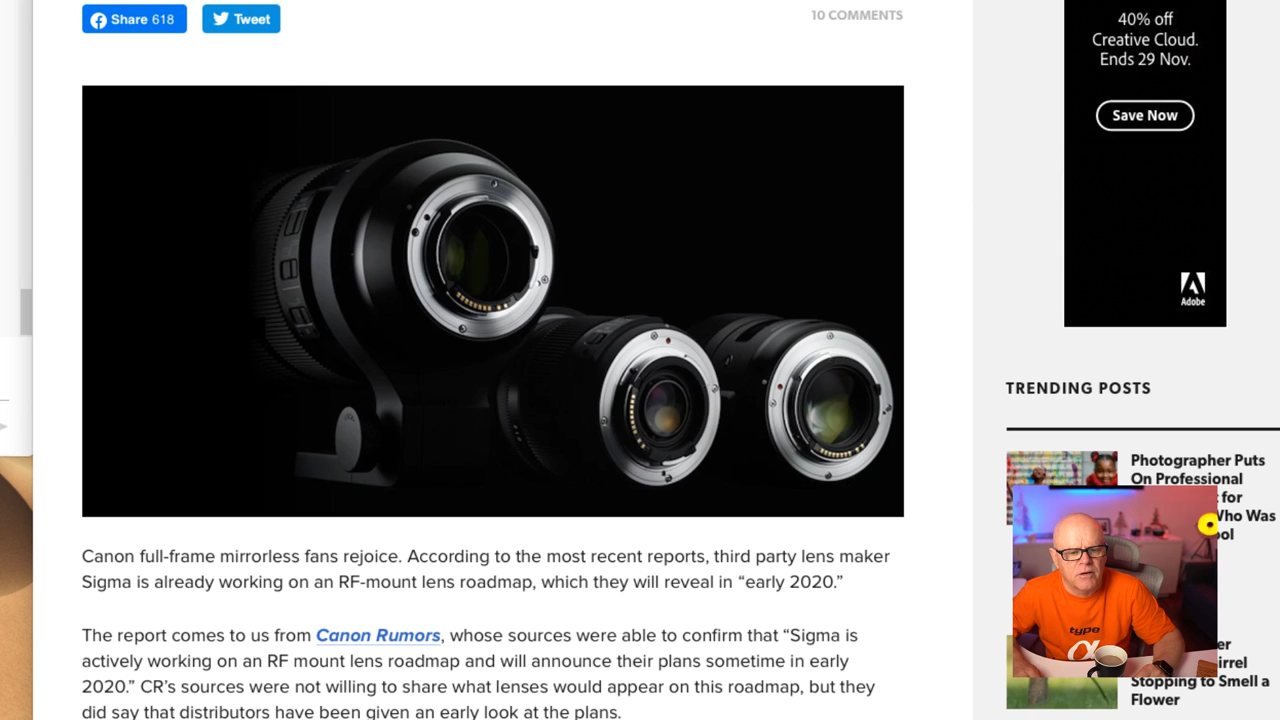 Share 618
Tweet
10 COMMENTS
Canon full-frame mirrorless fans rejoice. According to the most recent reports, third party lens maker
Sigma is already working on an RF-mount lens roadmap, which they will reveal in “early 2020.”
The report comes to us from Canon Rumors, whose sources were able to confirm that “Sigma is
actively working on an RF mount lens roadmap and will announce their plans sometime in early
2020.” CR’s sources were not willing to share what lenses would appear on this roadmap, but they
did say that distributors have been given an early look at the plans.
40% off
Creative Cloud.
Ends 29 Nov.
Save Now
Adobe
TRENDING POSTS
Photographer Puts
On Professional
for
Who Was
Stopping to Smell a
Flower
type
α